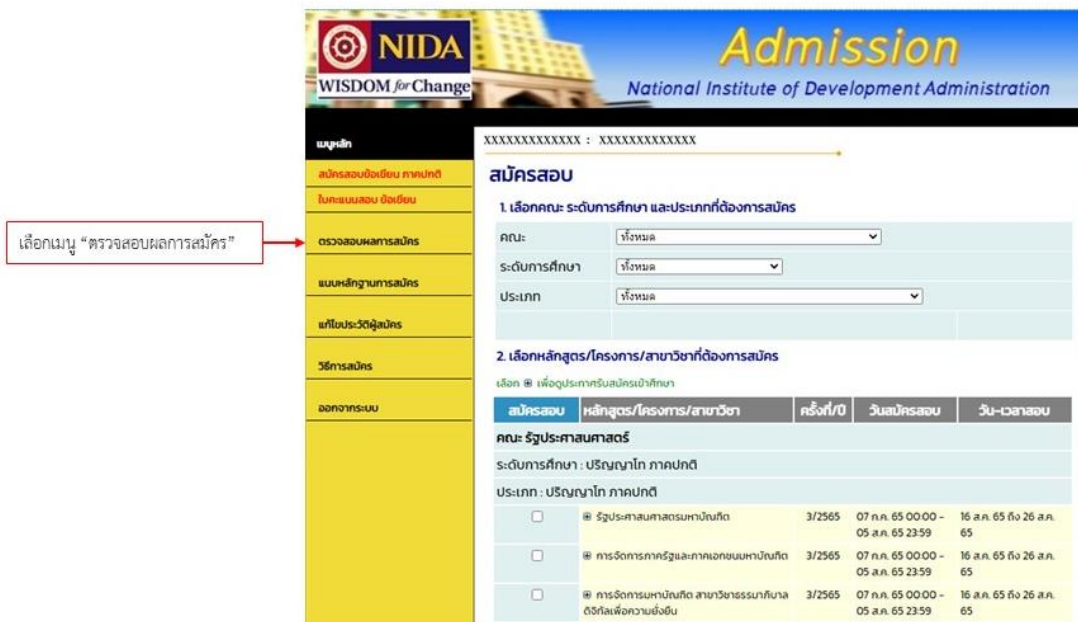 NIDA
WISDOM for Change
Admission
National Institute of Development Administration
เมนูหลัก
สมัครสอบข้อเขียน ภาคปกติ
ใบคะแนนสอบ ข้อเขียน
ตรวจสอบผลการสมัคร
แนบหลักฐานการสมัคร
แก้ไขประวัติผู้สมัคร
วิธีการสมัคร
ออกจากระบบ
เลือกเมนู “ตรวจสอบผลการสมัคร”
XXXXXXXXXXXXX : XXXXXXXXXXXXX
สมัครสอบ
1. เลือกคณะ ระดับการศึกษา และประเภทที่ต้องการสมัคร
คณะ: ทั้งหมด
ระดับการศึกษา ทั้งหมด
ประเภท ทั้งหมด
2. เลือกหลักสูตร/โครงการ/สาขาวิชาที่ต้องการสมัคร
เลือก ⊞ เพื่อดูประกาศรับสมัครเข้าศึกษา
สมัครสอบ หลักสูตร/โครงการ/สาขาวิชา ครั้งที่/ปี วันสมัครสอบ วัน-เวลาสอบ
คณะ รัฐประศาสนศาสตร์
ระดับการศึกษา : ปริญญาโท ภาคปกติ
ประเภท : ปริญญาโท ภาคปกติ
⊞ รัฐประศาสนศาสตรมหาบัณฑิต 3/2565 07 ก.ค. 65 00:00 - 16 ส.ค. 65 ถึง 26 ส.ค.
05 ส.ค. 65 23:59 65
⊞ การจัดการภาครัฐและภาคเอกชนมหาบัณฑิต 3/2565 07 ก.ค. 65 00:00 - 16 ส.ค. 65 ถึง 26 ส.ค.
05 ส.ค. 65 23:59 65
⊞ การจัดการมหาบัณฑิต สาขาวิชาธรรมาภิบาล 3/2565 07 ก.ค. 65 00:00 - 16 ส.ค. 65 ถึง 26 ส.ค.
ดิจิทัลเพื่อความยั่งยืน 05 ส.ค. 65 23:59 65